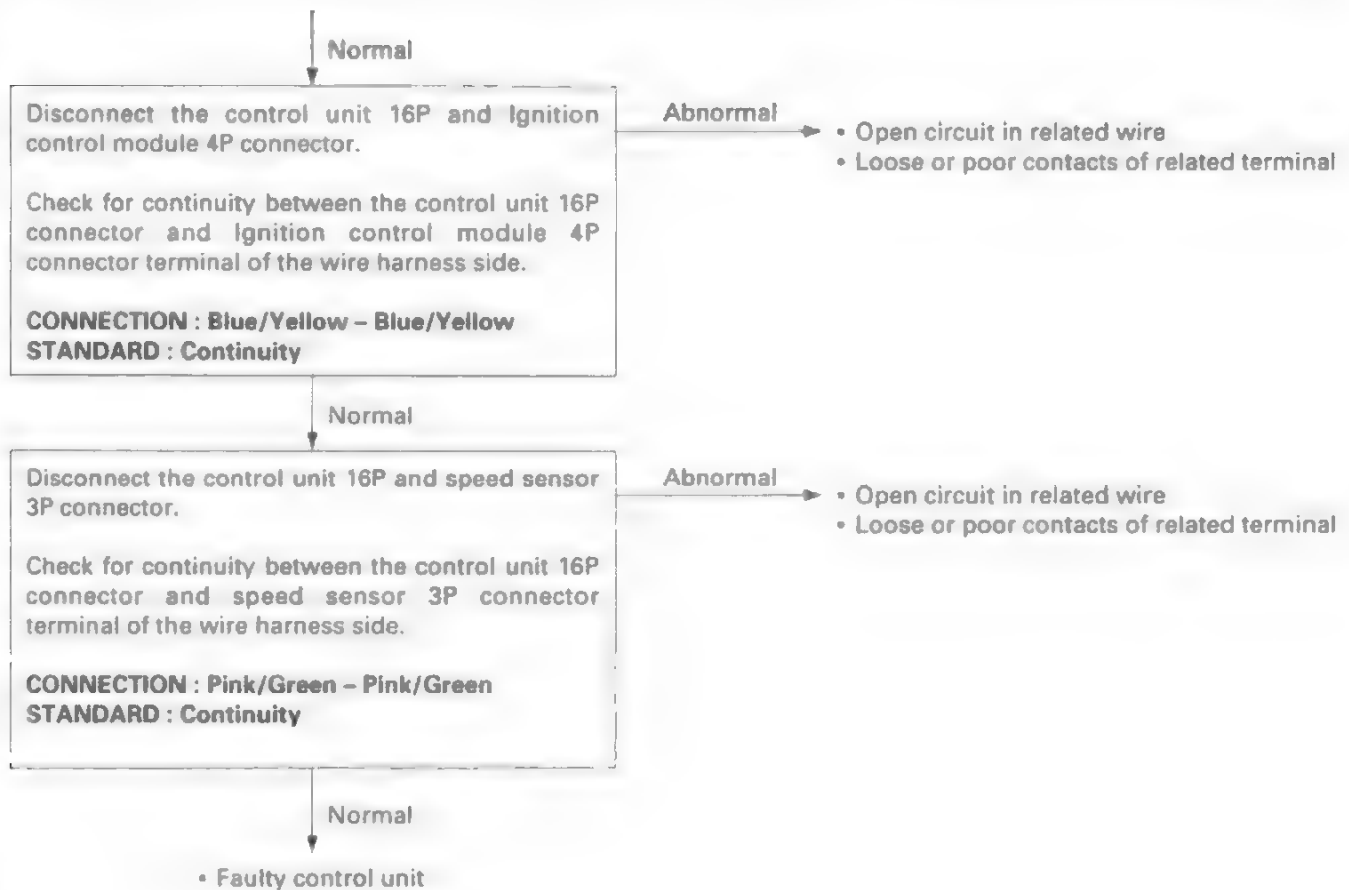 Normal
Disconnect the control unit 16P and Ignition
control module 4P connector.
Check for continuity between the control unit 16P
connector and Ignition control module 4P
connector terminal of the wire harness side.
CONNECTION : Blue/Yellow – Blue/Yellow
STANDARD : Continuity
Abnormal
• Open circuit in related wire
• Loose or poor contacts of related terminal
Normal
Disconnect the control unit 16P and speed sensor
3P connector.
Check for continuity between the control unit 16P
connector and speed sensor 3P connector
terminal of the wire harness side.
CONNECTION : Pink/Green – Pink/Green
STANDARD : Continuity
Abnormal
• Open circuit in related wire
• Loose or poor contacts of related terminal
Normal
• Faulty control unit